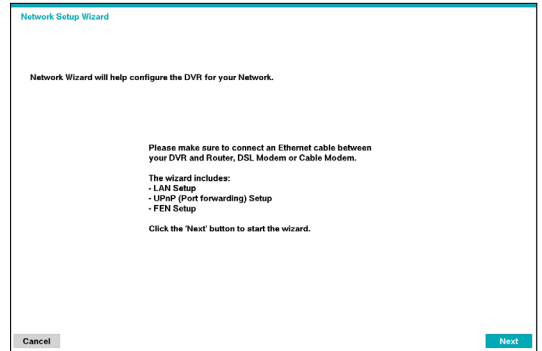 Network Setup Wizard
Network Wizard will help configure the DVR for your Network.
Please make sure to connect an Ethernet cable between
your DVR and Router, DSL Modem or Cable Modem.
The wizard includes:
- LAN Setup
- UPnP (Port forwarding) Setup
- FEN Setup
Click the 'Next' button to start the wizard.
Cancel
Next